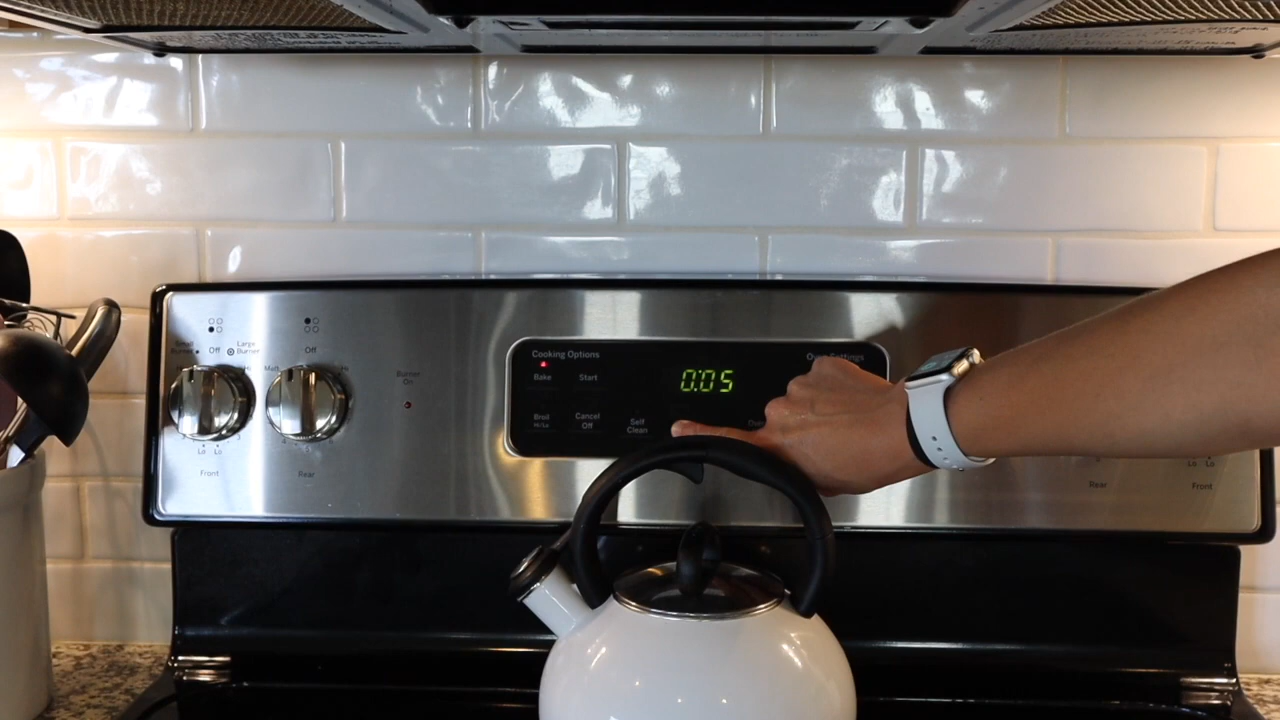 Small
Burner
Off
Large
Burner
Off
Burner
On
Front
Rear
Cooking Options
Bake
Start
Broil
Hi/Lo
Cancel
Off
Self
Clean
0:05
Oven Settings
Lo
Lo
Rear
Lo
Lo
Front